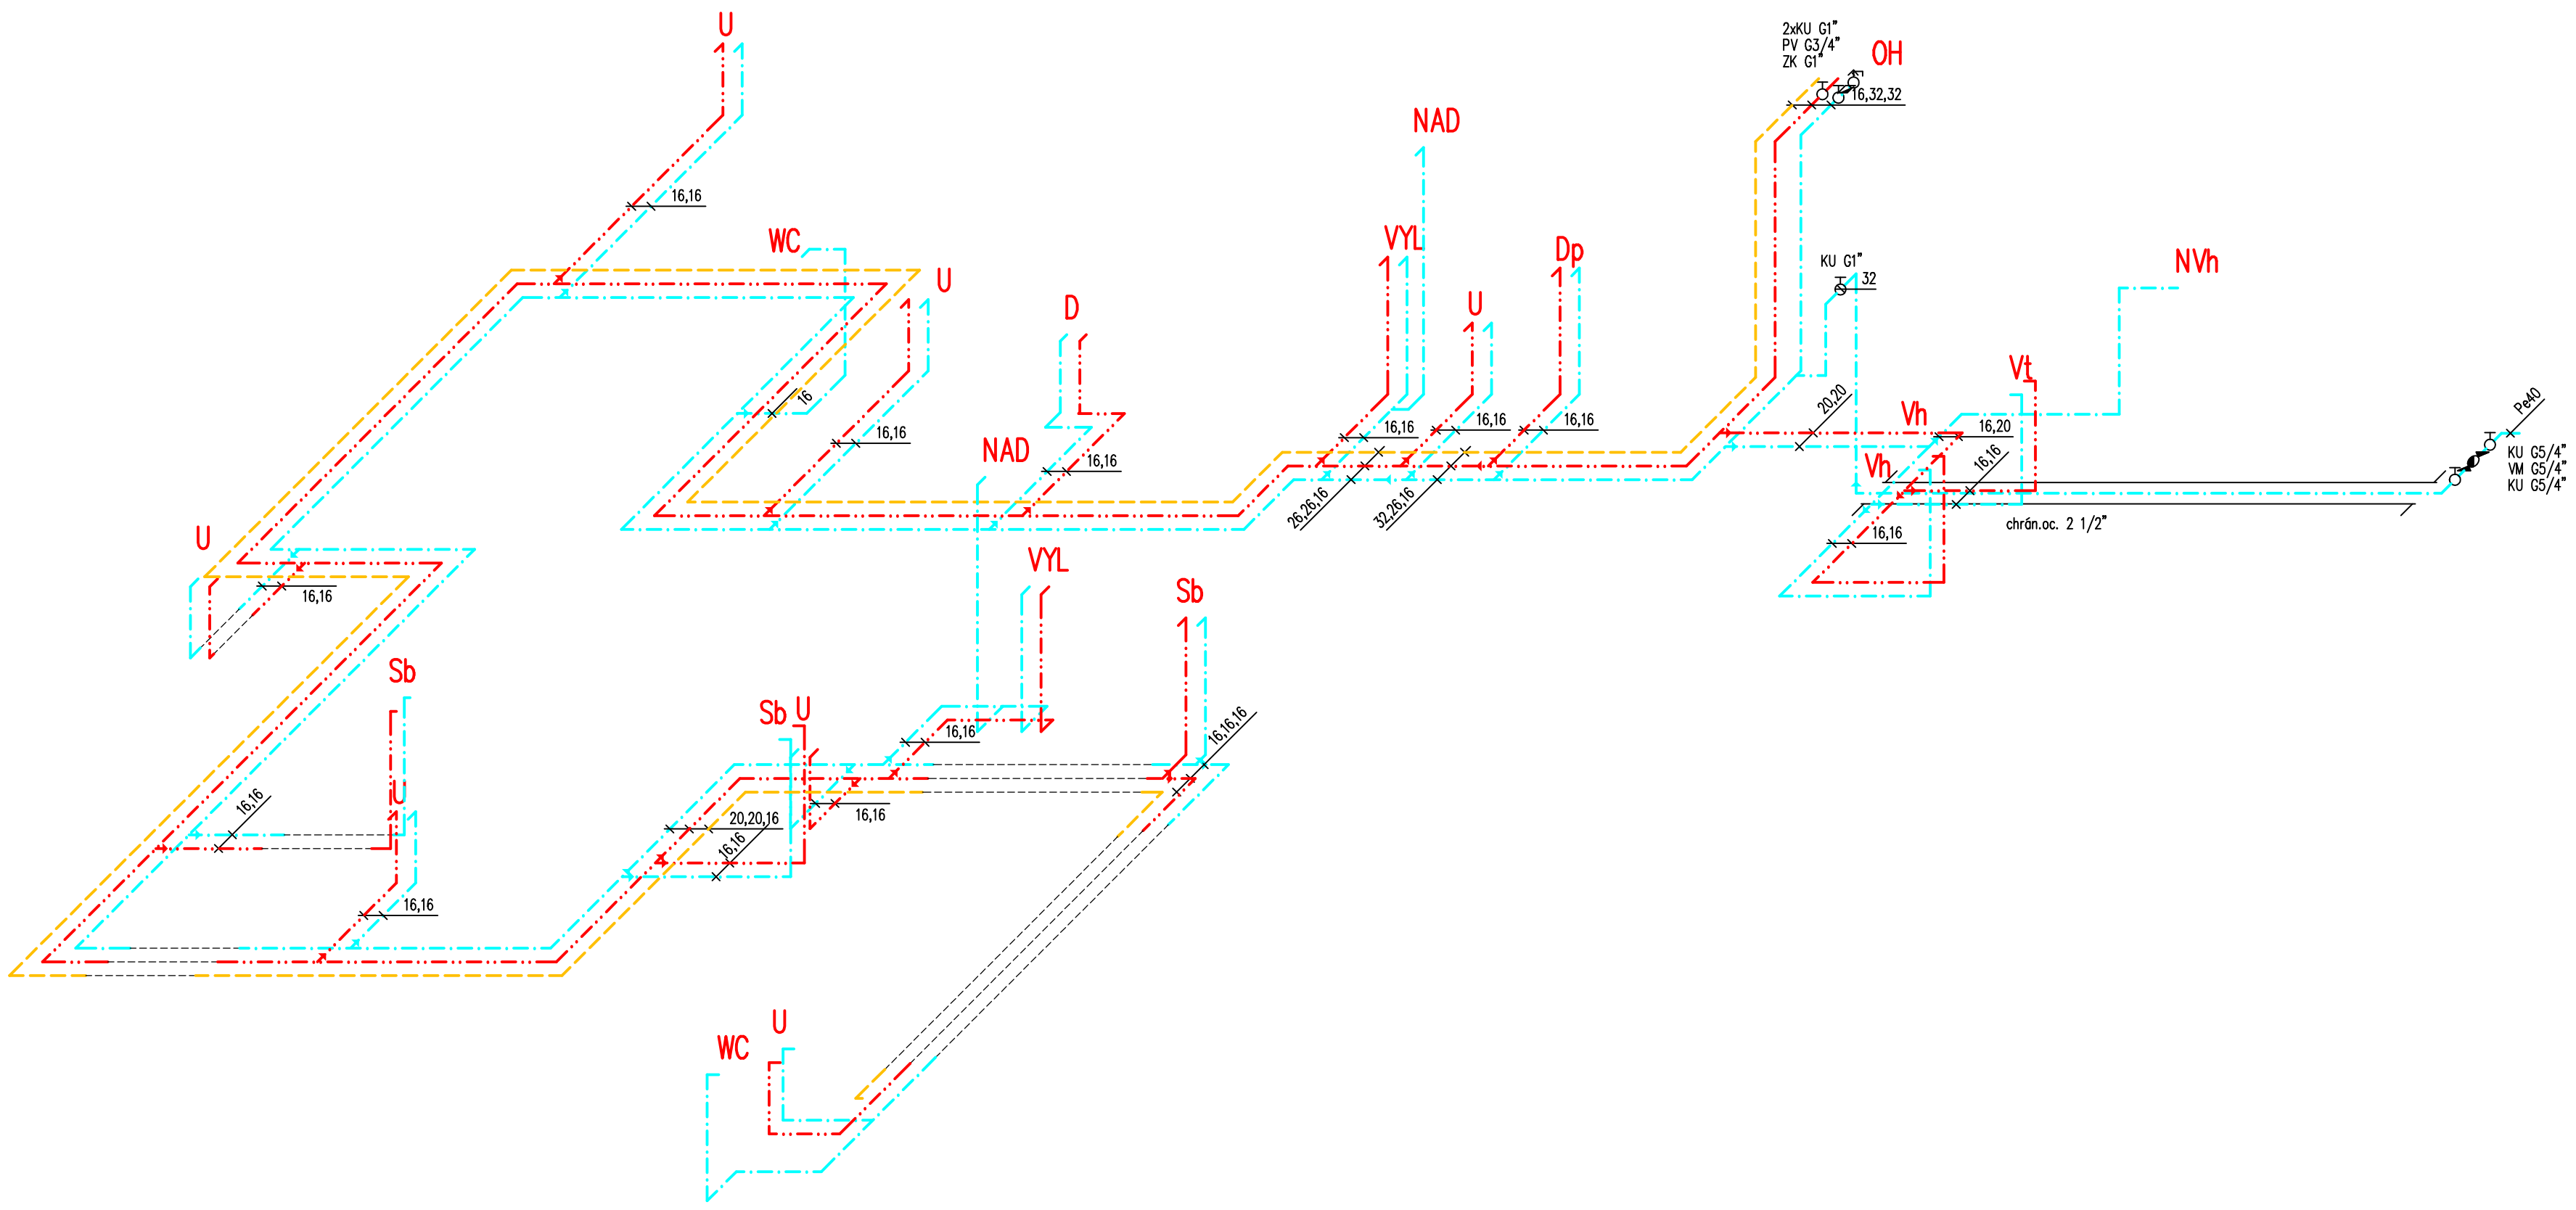 U
2xKU G1"
PV G3/4"
ZK G1"
OH
16,32,32
NAD
16,16
WC
VYL
Dp
KU G1"
32
NVh
U
D
U
Vt
16
20,20
Vh
16,20
Pe40
16,16
NAD
16,16
16,16
16,16
16,16
Vh
16,16
KU G5/4"
VM G5/4"
KU G5/4"
26,26,16
32,26,16
chrán.oc. 2 1/2"
16,16
U
VYL
16,16
Sb
Sb
Sb
U
16,16
16,16,16
U
16,16
20,20,16
16,16
16,16
16,16
U
WC